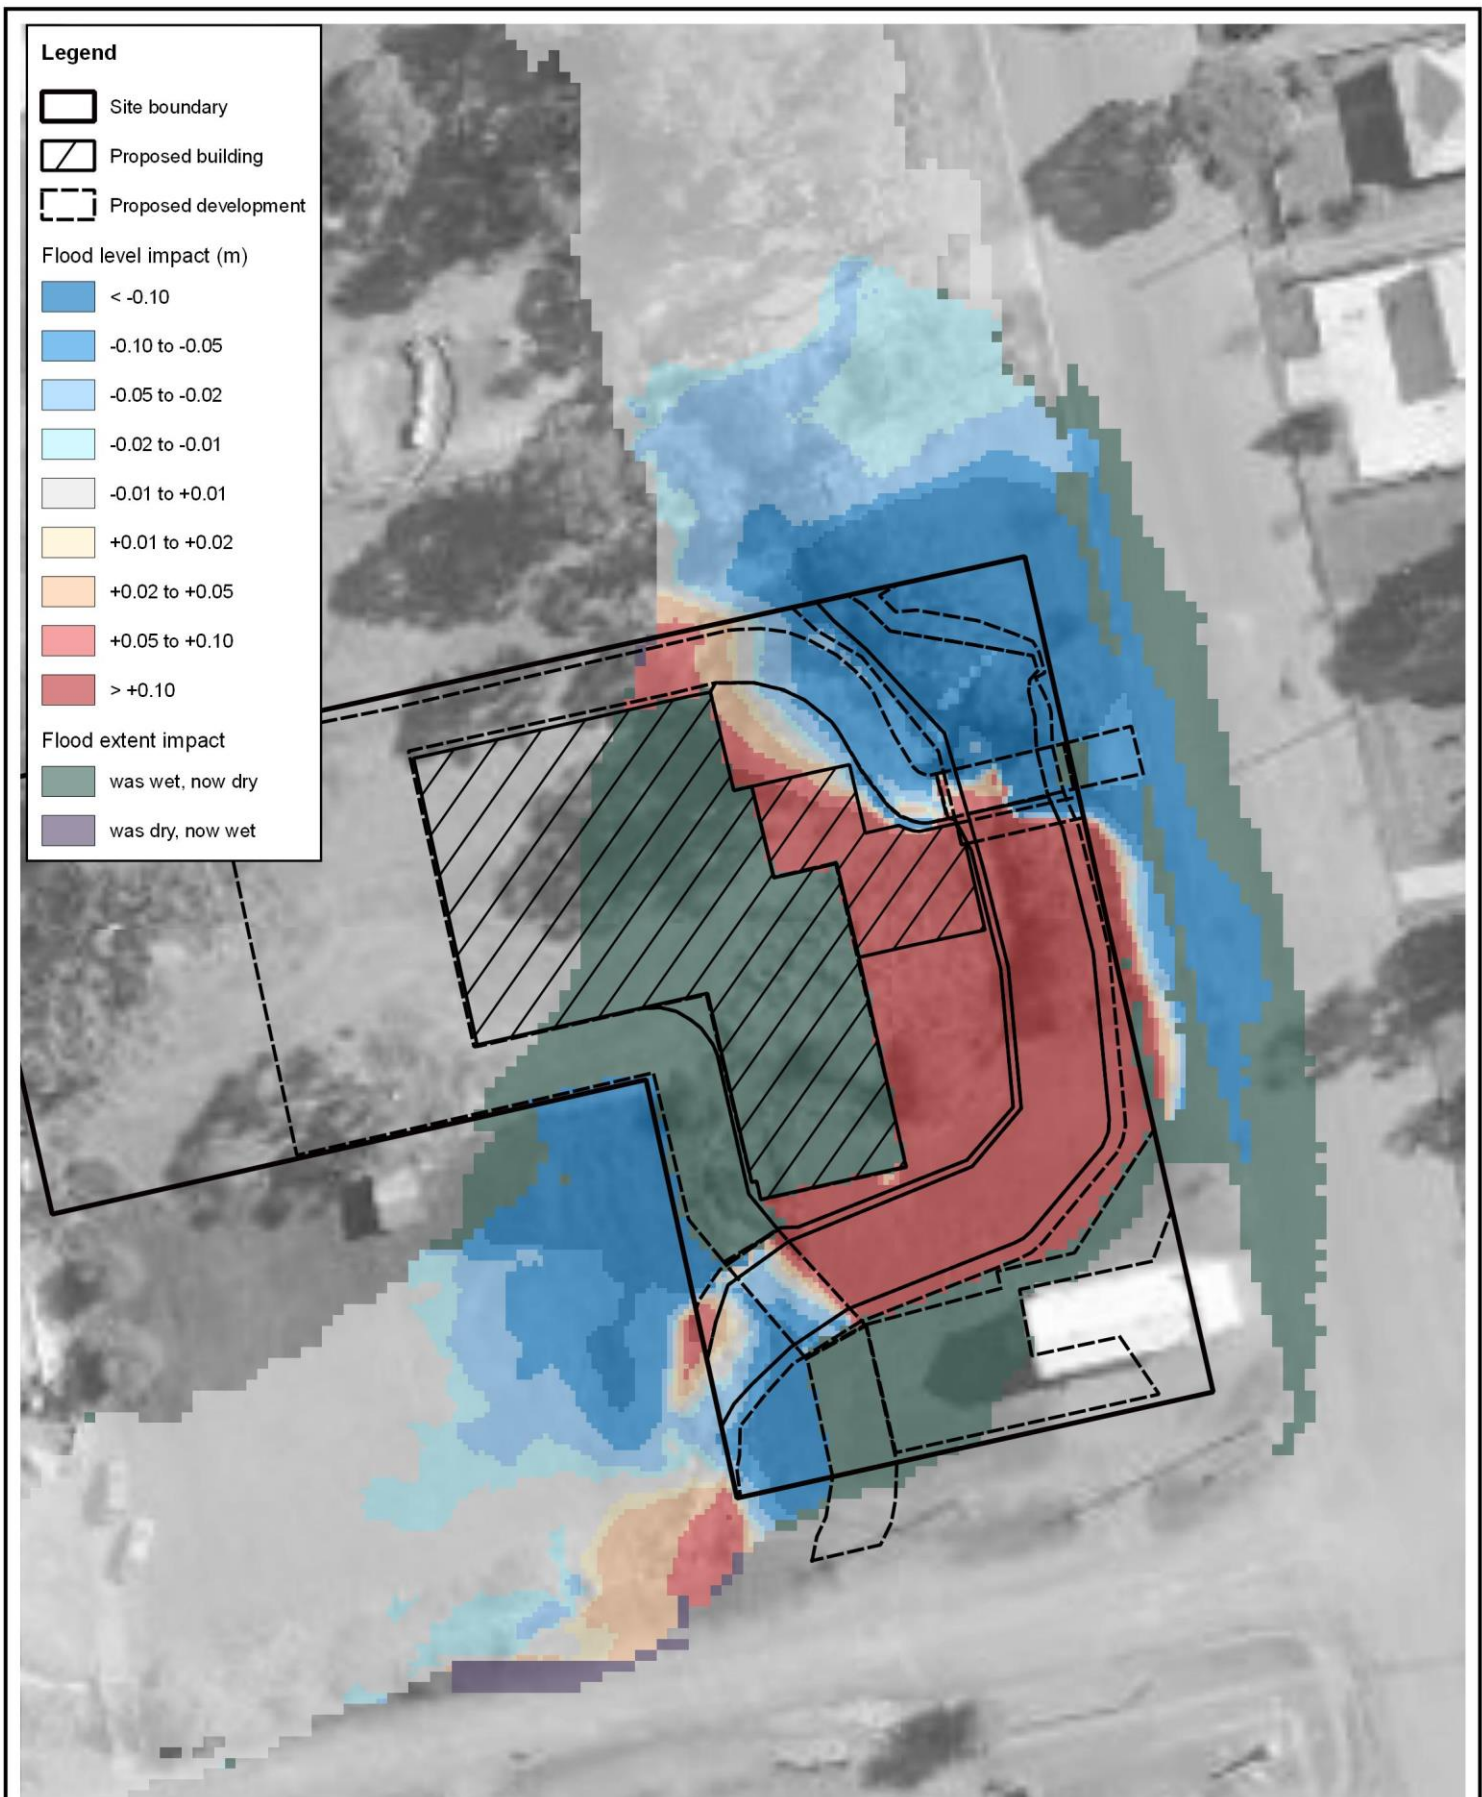 Legend
Site boundary
Proposed building
Proposed development
Flood level impact (m)
< -0.10
-0.10 to -0.05
-0.05 to -0.02
-0.02 to -0.01
-0.01 to +0.01
+0.01 to +0.02
+0.02 to +0.05
+0.05 to +0.10
> +0.10
Flood extent impact
was wet, now dry
was dry, now wet